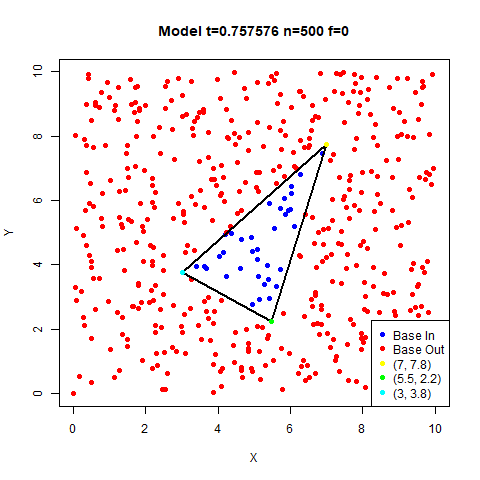 Model t=0.757576 n=500 f=0
Y
10
8
6
4
2
0
Base In
Base Out
(7, 7.8)
(5.5, 2.2)
(3, 3.8)
0 2 4 6 8 10
X